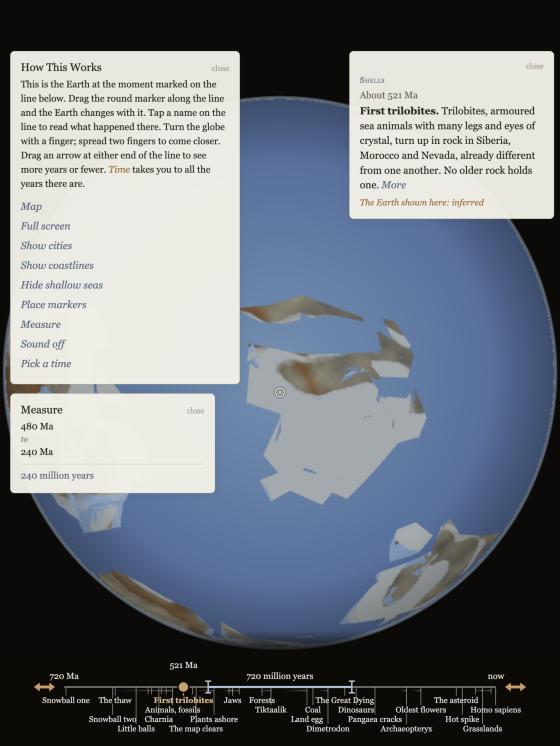 How This Works
close
This is the Earth at the moment marked on the
line below. Drag the round marker along the line
and the Earth changes with it. Tap a name on the
line to read what happened there. Turn the globe
with a finger; spread two fingers to come closer.
Drag an arrow at either end of the line to see
more years or fewer. Time takes you to all the
years there are.
Map
Full screen
Show cities
Show coastlines
Hide shallow seas
Place markers
Measure
Sound off
Pick a time
close
Shells
About 521 Ma
First trilobites. Trilobites, armoured
sea animals with many legs and eyes of
crystal, turn up in rock in Siberia,
Morocco and Nevada, already different
from one another. No older rock holds
one. More
The Earth shown here: inferred
Measure
close
480 Ma
to
240 Ma
240 million years
521 Ma
720 Ma
720 million years
now
Snowball one
The thaw
First trilobites
Jaws
Forests
The Great Dying
The asteroid
Animals, fossils
Tiktaalik
Coal
Dinosaurs
Oldest flowers
Homo sapiens
Snowball two
Charnia
Plants ashore
Land egg
Pangaea cracks
Hot spike
Little balls
The map clears
Dimetrodon
Archaeopteryx
Grasslands